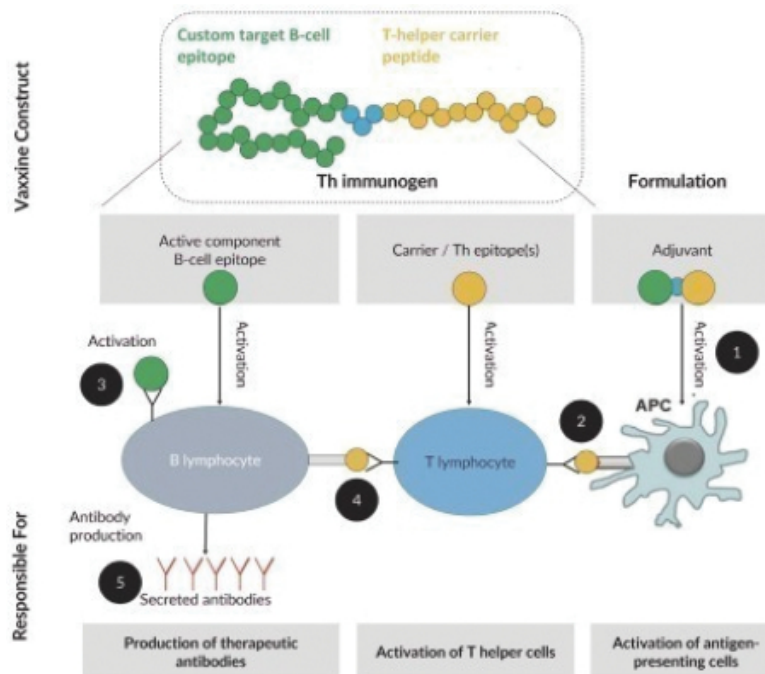 Custom target B-cell
epitope
T-helper carrier
peptide
Vaxxine Construct
Th immunogen
Formulation
Active component
B-cell epitope
Carrier / Th epitope(s)
Adjuvant
Activation
Activation
Activation
Activation
1
3
2
APC
B lymphocyte
T lymphocyte
4
Antibody
production
5
Secreted antibodies
Responsible For
Production of therapeutic
antibodies
Activation of T helper cells
Activation of antigen-
presenting cells